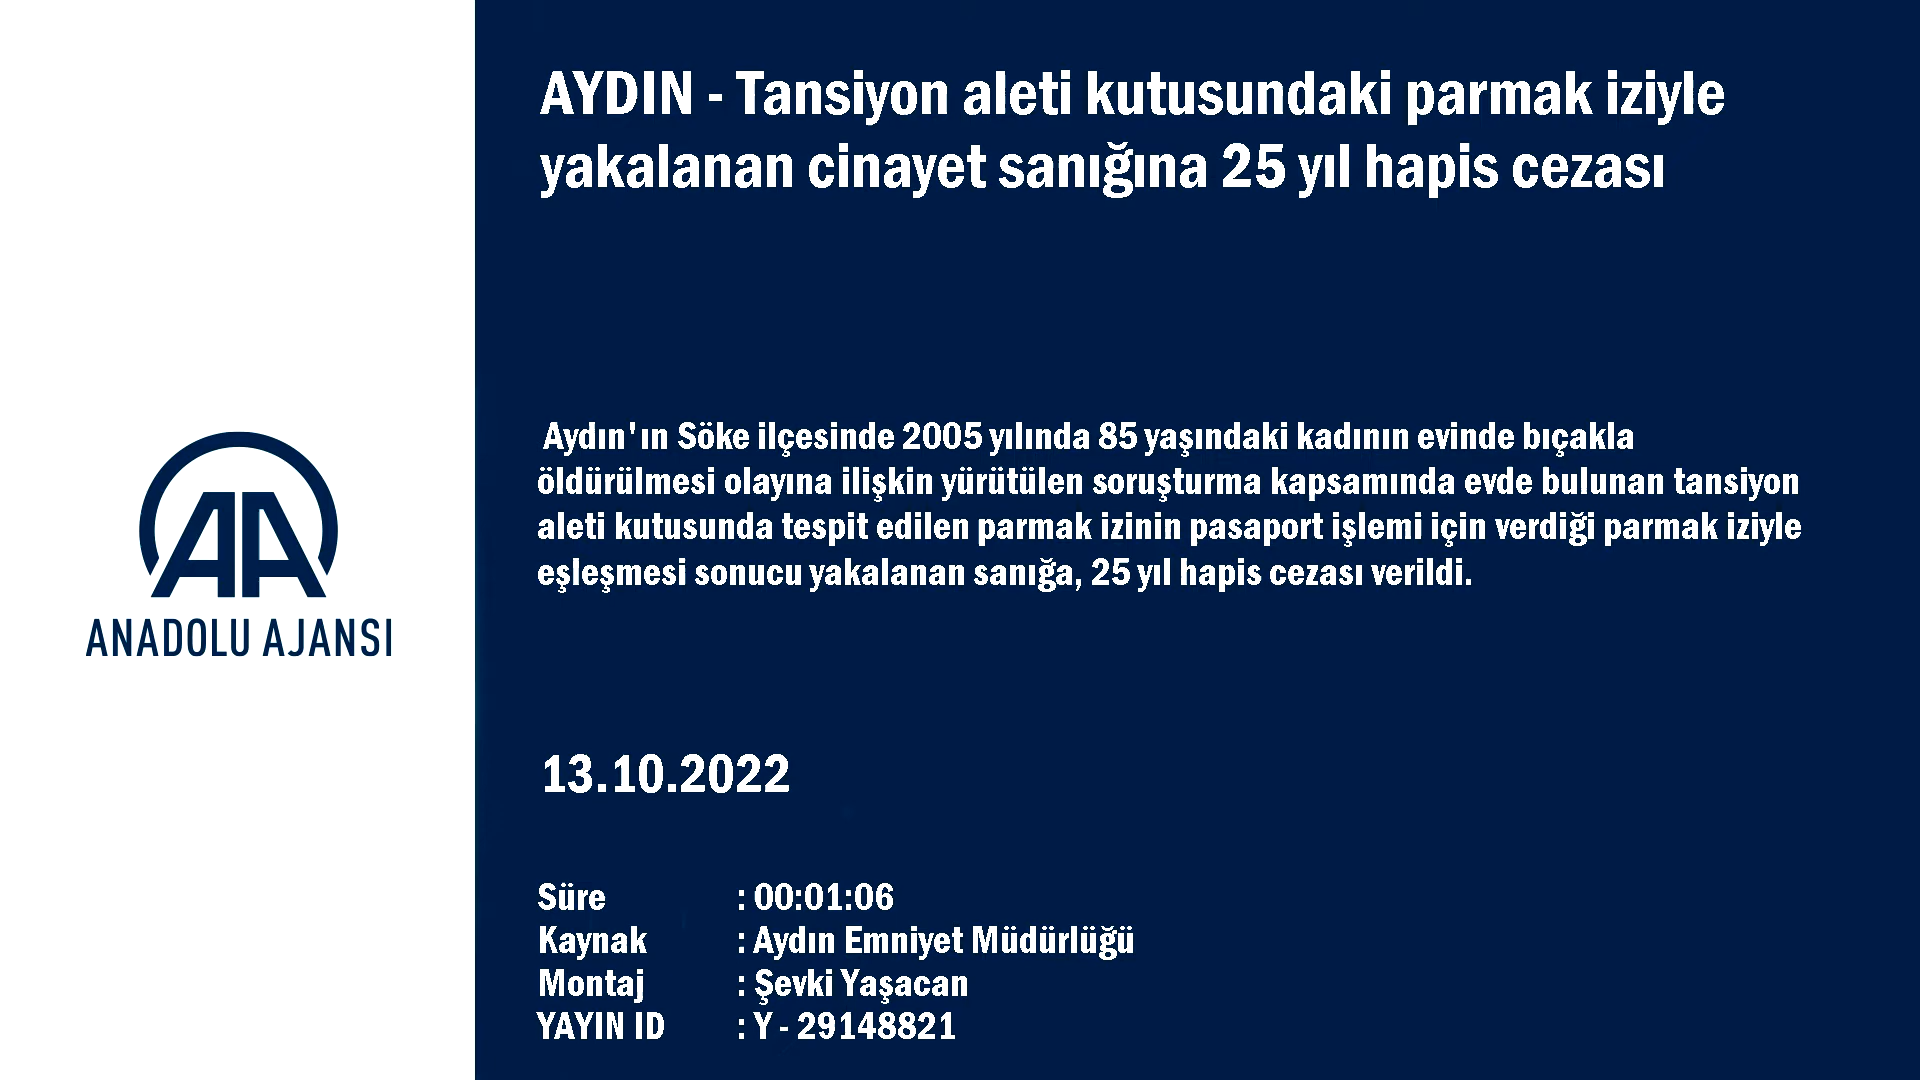 AYDIN - Tansiyon aleti kutusundaki parmak iziyle
yakalanan cinayet sanığına 25 yıl hapis cezası
Aydın'ın Söke ilçesinde 2005 yılında 85 yaşındaki kadının evinde bıçakla
öldürülmesi olayına ilişkin yürütülen soruşturma kapsamında evde bulunan tansiyon
aleti kutusunda tespit edilen parmak izinin pasaport işlemi için verdiği parmak iziyle
eşleşmesi sonucu yakalanan sanığa, 25 yıl hapis cezası verildi.
AA
ANADOLU AJANSI
13.10.2022
Süre : 00:01:06
Kaynak : Aydın Emniyet Müdürlüğü
Montaj : Şevki Yaşacan
YAYIN ID : Y - 29148821